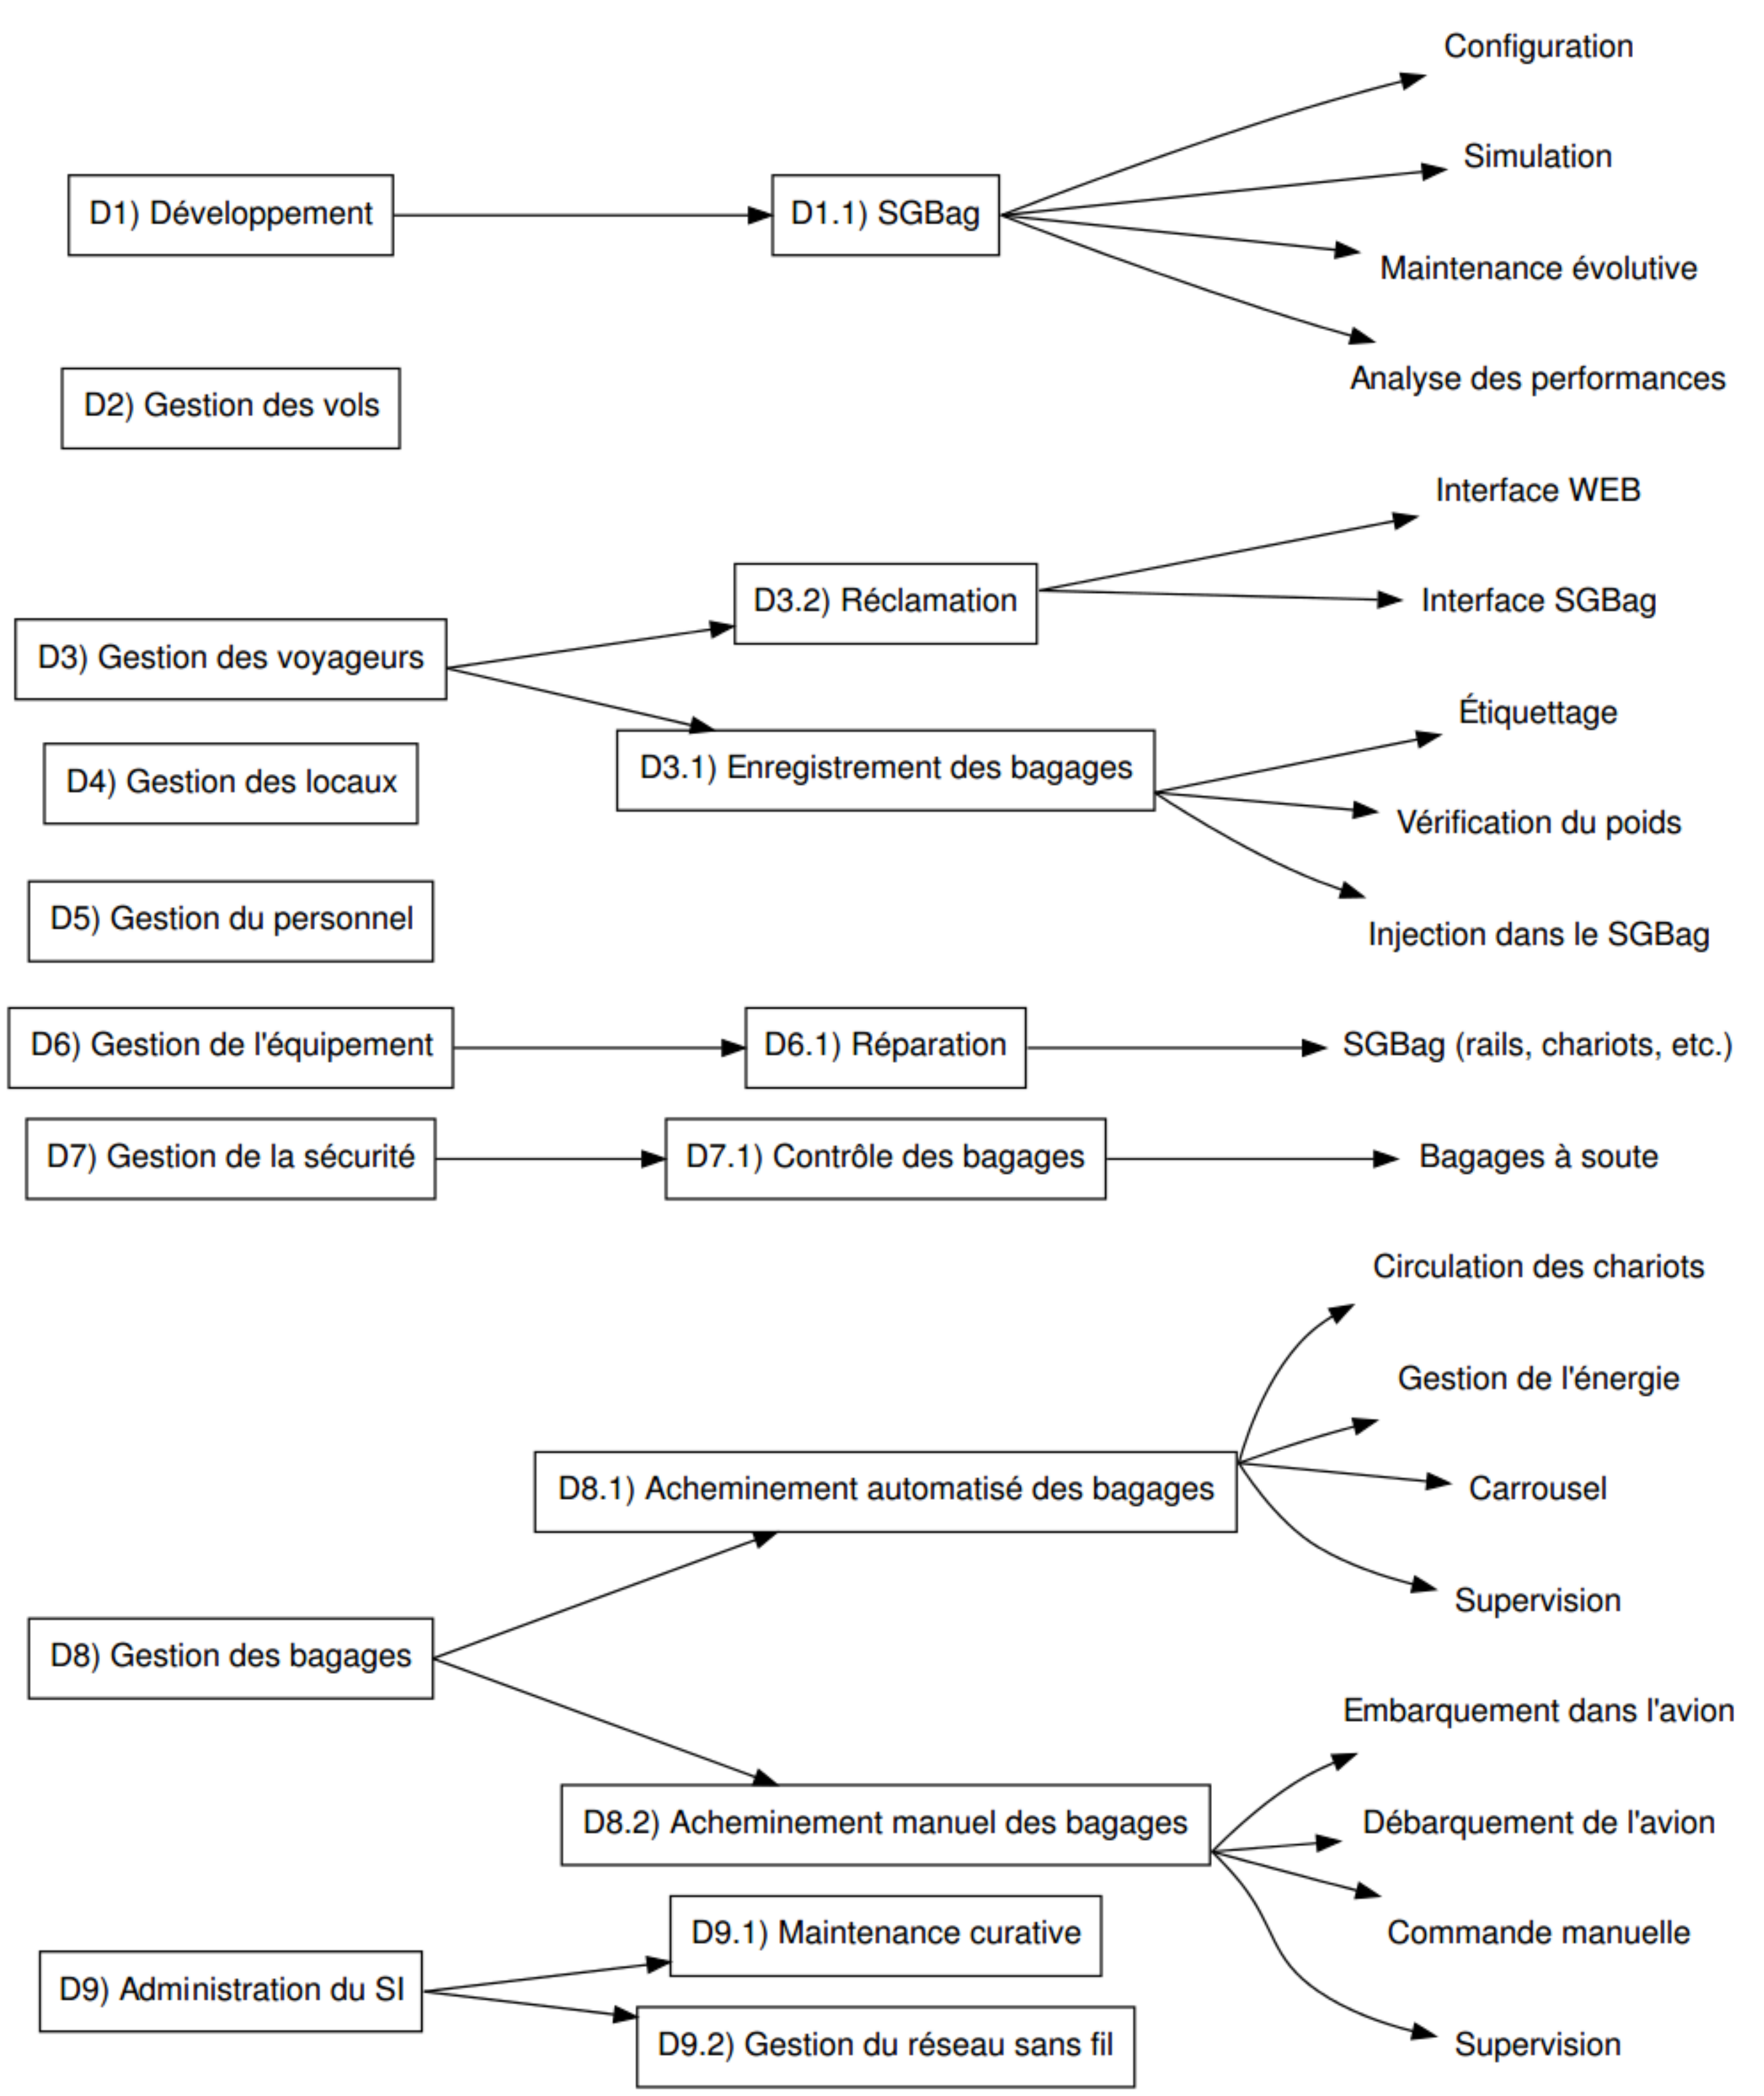 Configuration
Simulation
D1) Développement
D1.1) SGBag
Maintenance évolutive
Analyse des performances
D2) Gestion des vols
Interface WEB
D3.2) Réclamation
Interface SGBag
D3) Gestion des voyageurs
Étiquettage
D3.1) Enregistrement des bagages
D4) Gestion des locaux
Vérification du poids
D5) Gestion du personnel
Injection dans le SGBag
D6) Gestion de l'équipement
D6.1) Réparation
SGBag (rails, chariots, etc.)
D7) Gestion de la sécurité
D7.1) Contrôle des bagages
Bagages à soute
Circulation des chariots
Gestion de l'énergie
D8.1) Acheminement automatisé des bagages
Carrousel
Supervision
D8) Gestion des bagages
Embarquement dans l'avion
D8.2) Acheminement manuel des bagages
Débarquement de l'avion
D9.1) Maintenance curative
Commande manuelle
D9) Administration du SI
D9.2) Gestion du réseau sans fil
Supervision